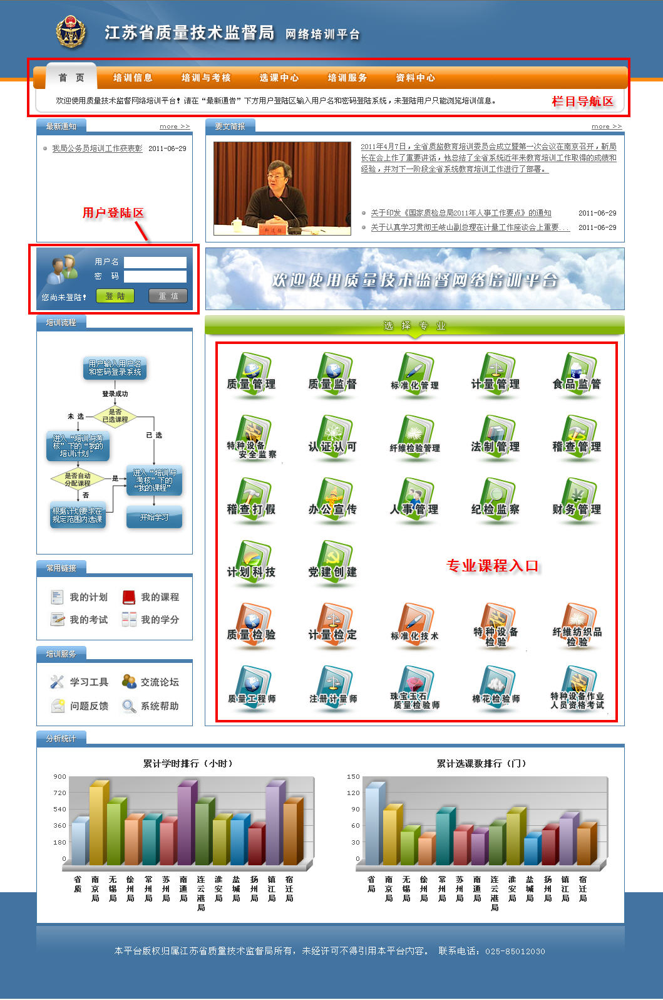 江苏省质量技术监督局 网络培训平台
首 页 培训信息 培训与考核 选课中心 培训服务 资料中心
欢迎使用质量技术监督网络培训平台！请在“最新通告”下方用户登陆区输入用户名和密码登陆系统，未登陆用户只能浏览培训信息。
栏目导航区
最新通知 more >>
我局公务员培训工作获表彰 2011-06-29
用户登陆区
要文简报 more >>
2011年4月7日，全省质监教育培训委员会成立暨第一次会议在南京召开，靳局
长在会上作了重要讲话，他总结了全省系统近年来教育培训工作取得的成绩和
经验，并对下一阶段全省系统教育培训工作进行了部署。
关于印发《国家质检总局2011年人事工作要点》的通知 2011-06-29
关于认真学习贯彻王岐山副总理在计量工作座谈会上重要... 2011-06-29
用户名
密 码
您尚未登陆！ 登 陆 重 填
欢迎使用质量技术监督网络培训平台
培训流程
用户输入用户名
和密码登录系统
登录成功
是否
已选课程
未 选
已 选
进入“培训与考
核”下的“我的
培训计划”
是否自动
分配课程
是
否
进入“培训与
考核”下的
“我的课程”
根据计划要求在
规定范围内选课
开始学习
选 择 专 业
质量管理 质量监督 标准化管理 计量管理 食品监管
特种设备
安全监察 认证认可 纤维检验管理 法制管理 稽查管理
稽查打假 办公宣传 人事管理 纪检监察 财务管理
计划科技 党建创建
专业课程入口
质量检验 计量检定 标准化技术 特种设备
检验 纤维纺织品
检验
质量工程师 注册计量师 珠宝玉石
质量检验师 棉花检验师 特种设备作业
人员资格考试
常用链接
我的计划 我的课程
我的考试 我的学分
培训服务
学习工具 交流论坛
问题反馈 系统帮助
分析统计
累计学时排行（小时）
900
720
540
360
180
0
省质 南京局 无锡局 徐州局 常州局 苏州局 南通局 连云港局 淮安局 盐城局 扬州局 镇江局 宿迁局
累计选课数排行（门）
150
120
90
60
30
0
省局 南京局 无锡局 徐州局 常州局 苏州局 南通局 连云港局 淮安局 盐城局 扬州局 镇江局 宿迁局
本平台版权归属江苏省质量技术监督局所有，未经许可不得引用本平台内容。 联系电话：025-85012030